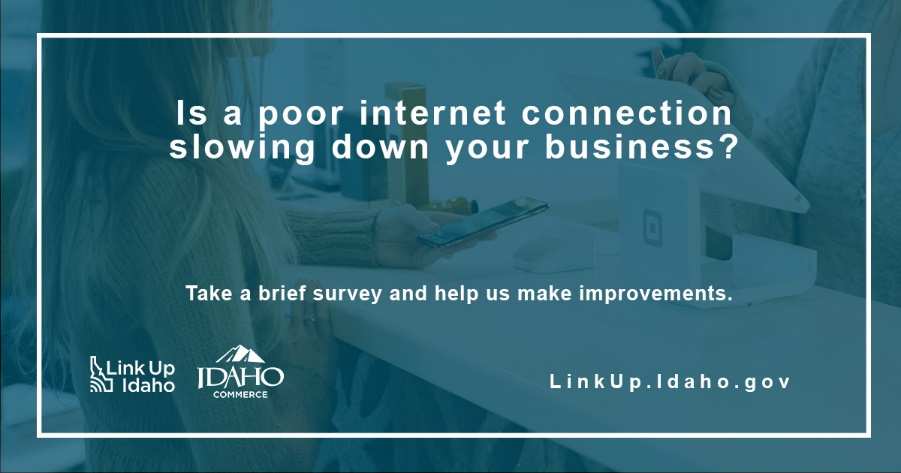 Is a poor internet connection
slowing down your business?
Take a brief survey and help us make improvements.
Link Up
Idaho
IDAHO
COMMERCE
LinkUp.Idaho.gov